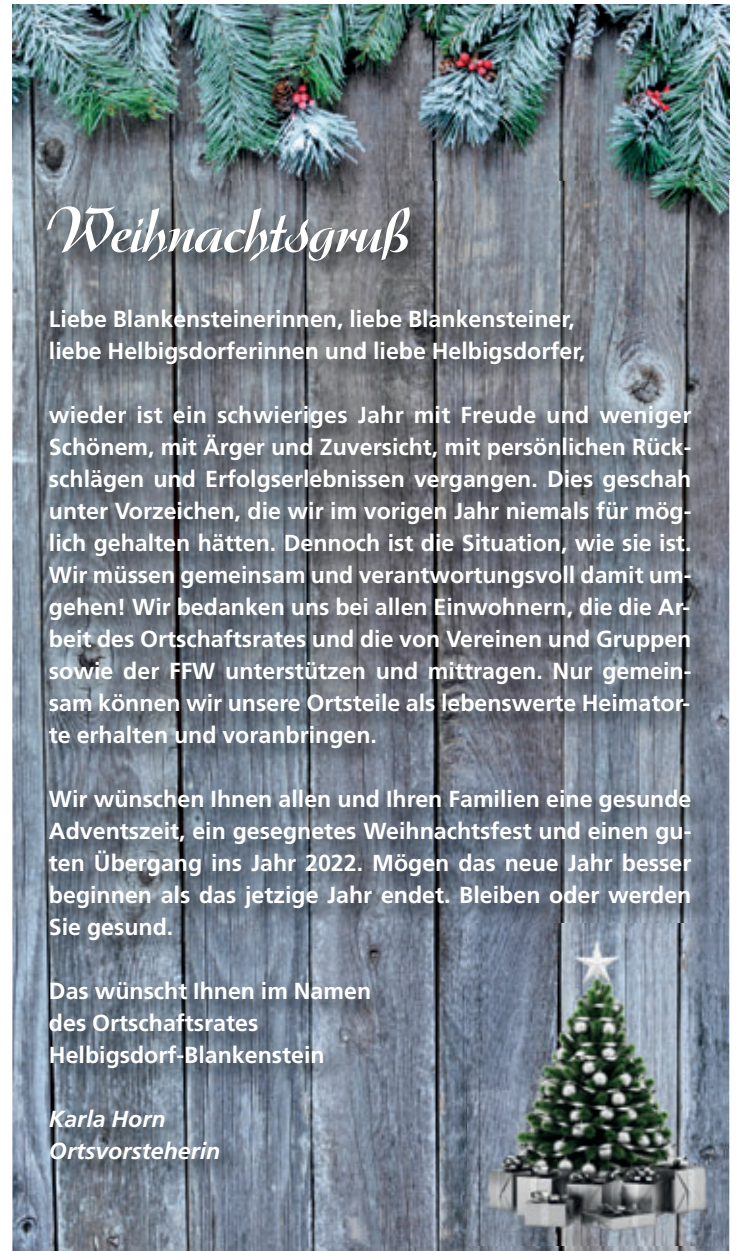 Weihnachtsgruß
Liebe Blankensteinerinnen, liebe Blankensteiner,
liebe Helbigsdorferinnen und liebe Helbigsdorfer,
wieder ist ein schwieriges Jahr mit Freude und weniger
Schönem, mit Ärger und Zuversicht, mit persönlichen Rück-
schlägen und Erfolgserlebnissen vergangen. Dies geschah
unter Vorzeichen, die wir im vorigen Jahr niemals für mög-
lich gehalten hätten. Dennoch ist die Situation, wie sie ist.
Wir müssen gemeinsam und verantwortungsvoll damit um-
gehen! Wir bedanken uns bei allen Einwohnern, die die Ar-
beit des Ortschaftsrates und die von Vereinen und Gruppen
sowie der FFW unterstützen und mittragen. Nur gemein-
sam können wir unsere Ortsteile als lebenswerte Heimator-
te erhalten und voranbringen.
Wir wünschen Ihnen allen und Ihren Familien eine gesunde
Adventszeit, ein gesegnetes Weihnachtsfest und einen gu-
ten Übergang ins Jahr 2022. Mögen das neue Jahr besser
beginnen als das jetzige Jahr endet. Bleiben oder werden
Sie gesund.
Das wünscht Ihnen im Namen
des Ortschaftsrates
Helbigsdorf-Blankenstein
Karla Horn
Ortsvorsteherin